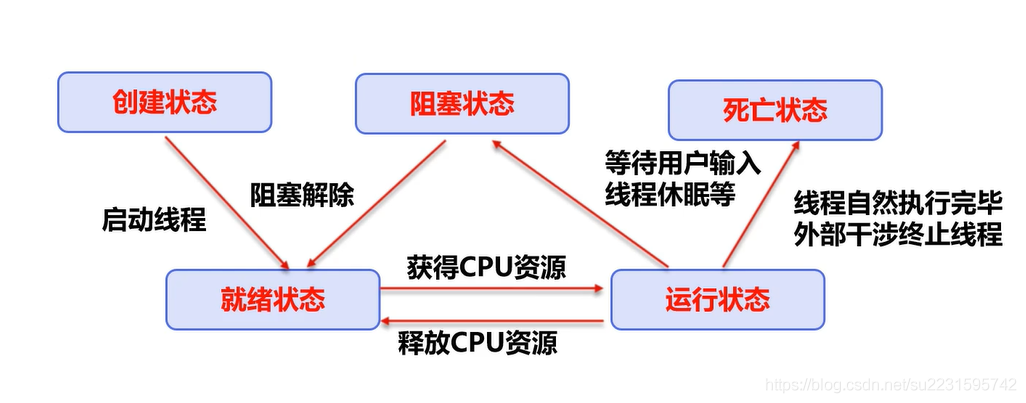 创建状态
阻塞状态
死亡状态
等待用户输入
线程休眠等
启动线程
阻塞解除
线程自然执行完毕
外部干涉终止线程
获得CPU资源
就绪状态
运行状态
释放CPU资源
https://blog.csdn.net/su2231595742